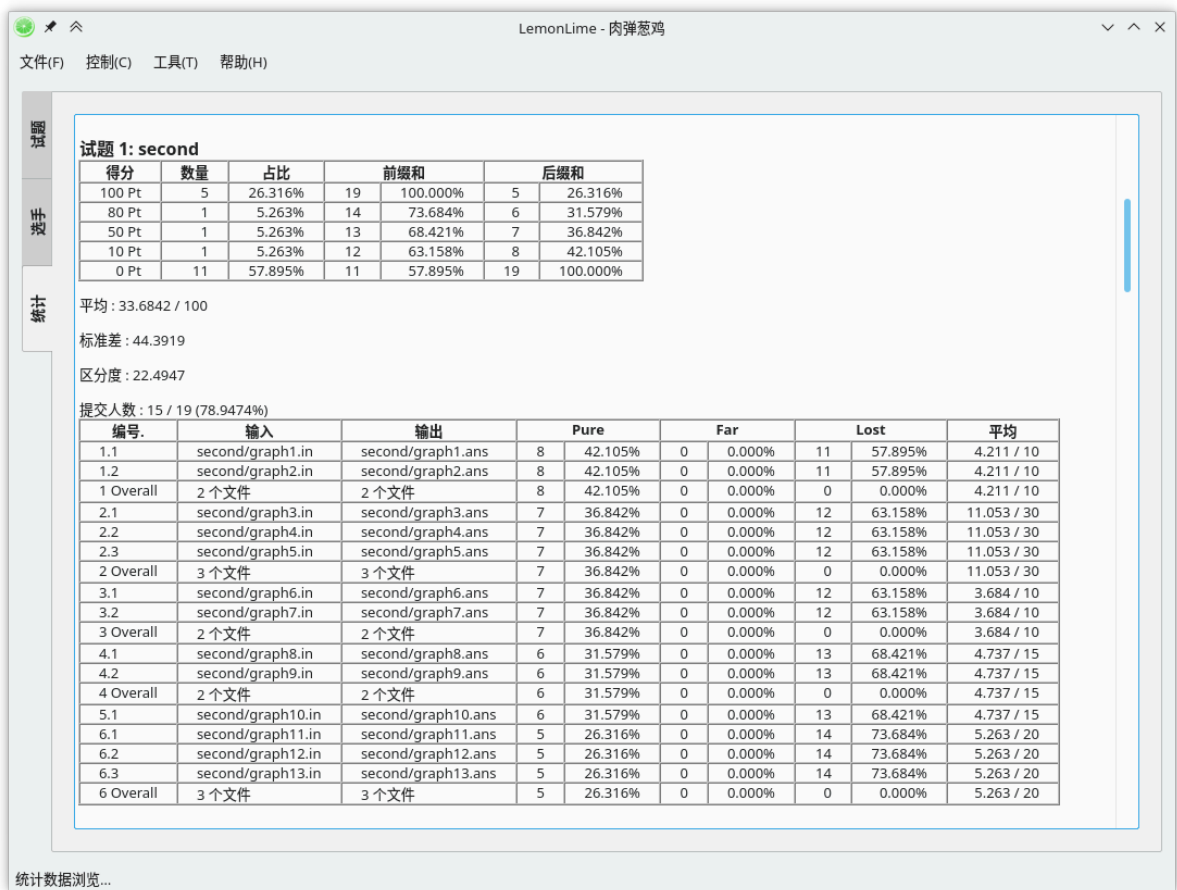 LemonLime - 肉弹葱鸡
文件(F) 控制(C) 工具(T) 帮助(H)
试题
选手
统计
试题 1: second
得分 数量 占比 前缀和 后缀和
100 Pt 5 26.316% 19 100.000% 5 26.316%
80 Pt 1 5.263% 14 73.684% 6 31.579%
50 Pt 1 5.263% 13 68.421% 7 36.842%
10 Pt 1 5.263% 12 63.158% 8 42.105%
0 Pt 11 57.895% 11 57.895% 19 100.000%
平均 : 33.6842 / 100
标准差 : 44.3919
区分度 : 22.4947
提交人数 : 15 / 19 (78.9474%)
编号. 输入 输出 Pure Far Lost 平均
1.1 second/graph1.in second/graph1.ans 8 42.105% 0 0.000% 11 57.895% 4.211 / 10
1.2 second/graph2.in second/graph2.ans 8 42.105% 0 0.000% 11 57.895% 4.211 / 10
1 Overall 2 个文件 2 个文件 8 42.105% 0 0.000% 0 0.000% 4.211 / 10
2.1 second/graph3.in second/graph3.ans 7 36.842% 0 0.000% 12 63.158% 11.053 / 30
2.2 second/graph4.in second/graph4.ans 7 36.842% 0 0.000% 12 63.158% 11.053 / 30
2.3 second/graph5.in second/graph5.ans 7 36.842% 0 0.000% 12 63.158% 11.053 / 30
2 Overall 3 个文件 3 个文件 7 36.842% 0 0.000% 0 0.000% 11.053 / 30
3.1 second/graph6.in second/graph6.ans 7 36.842% 0 0.000% 12 63.158% 3.684 / 10
3.2 second/graph7.in second/graph7.ans 7 36.842% 0 0.000% 12 63.158% 3.684 / 10
3 Overall 2 个文件 2 个文件 7 36.842% 0 0.000% 0 0.000% 3.684 / 10
4.1 second/graph8.in second/graph8.ans 6 31.579% 0 0.000% 13 68.421% 4.737 / 15
4.2 second/graph9.in second/graph9.ans 6 31.579% 0 0.000% 13 68.421% 4.737 / 15
4 Overall 2 个文件 2 个文件 6 31.579% 0 0.000% 0 0.000% 4.737 / 15
5.1 second/graph10.in second/graph10.ans 6 31.579% 0 0.000% 13 68.421% 4.737 / 15
6.1 second/graph11.in second/graph11.ans 5 26.316% 0 0.000% 14 73.684% 5.263 / 20
6.2 second/graph12.in second/graph12.ans 5 26.316% 0 0.000% 14 73.684% 5.263 / 20
6.3 second/graph13.in second/graph13.ans 5 26.316% 0 0.000% 14 73.684% 5.263 / 20
6 Overall 3 个文件 3 个文件 5 26.316% 0 0.000% 0 0.000% 5.263 / 20
统计数据浏览...